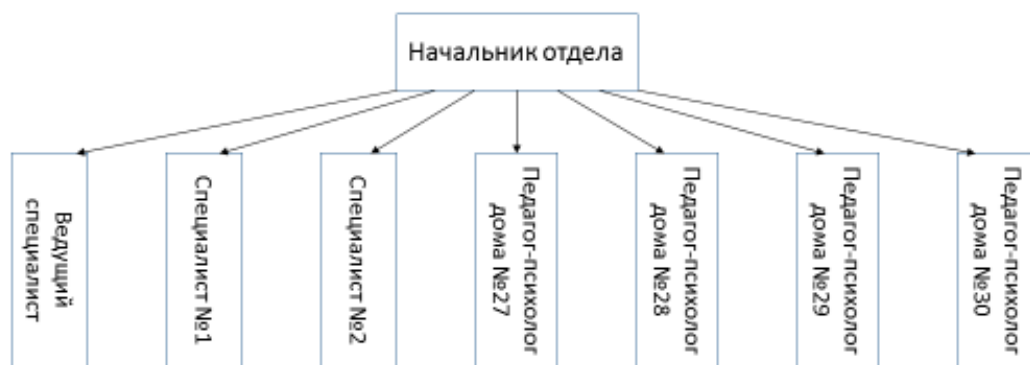 Начальник отдела
Ведущий
специалист
Специалист №1
Специалист №2
Педагог-психолог
дома №27
Педагог-психолог
дома №28
Педагог-психолог
дома №29
Педагог-психолог
дома №30